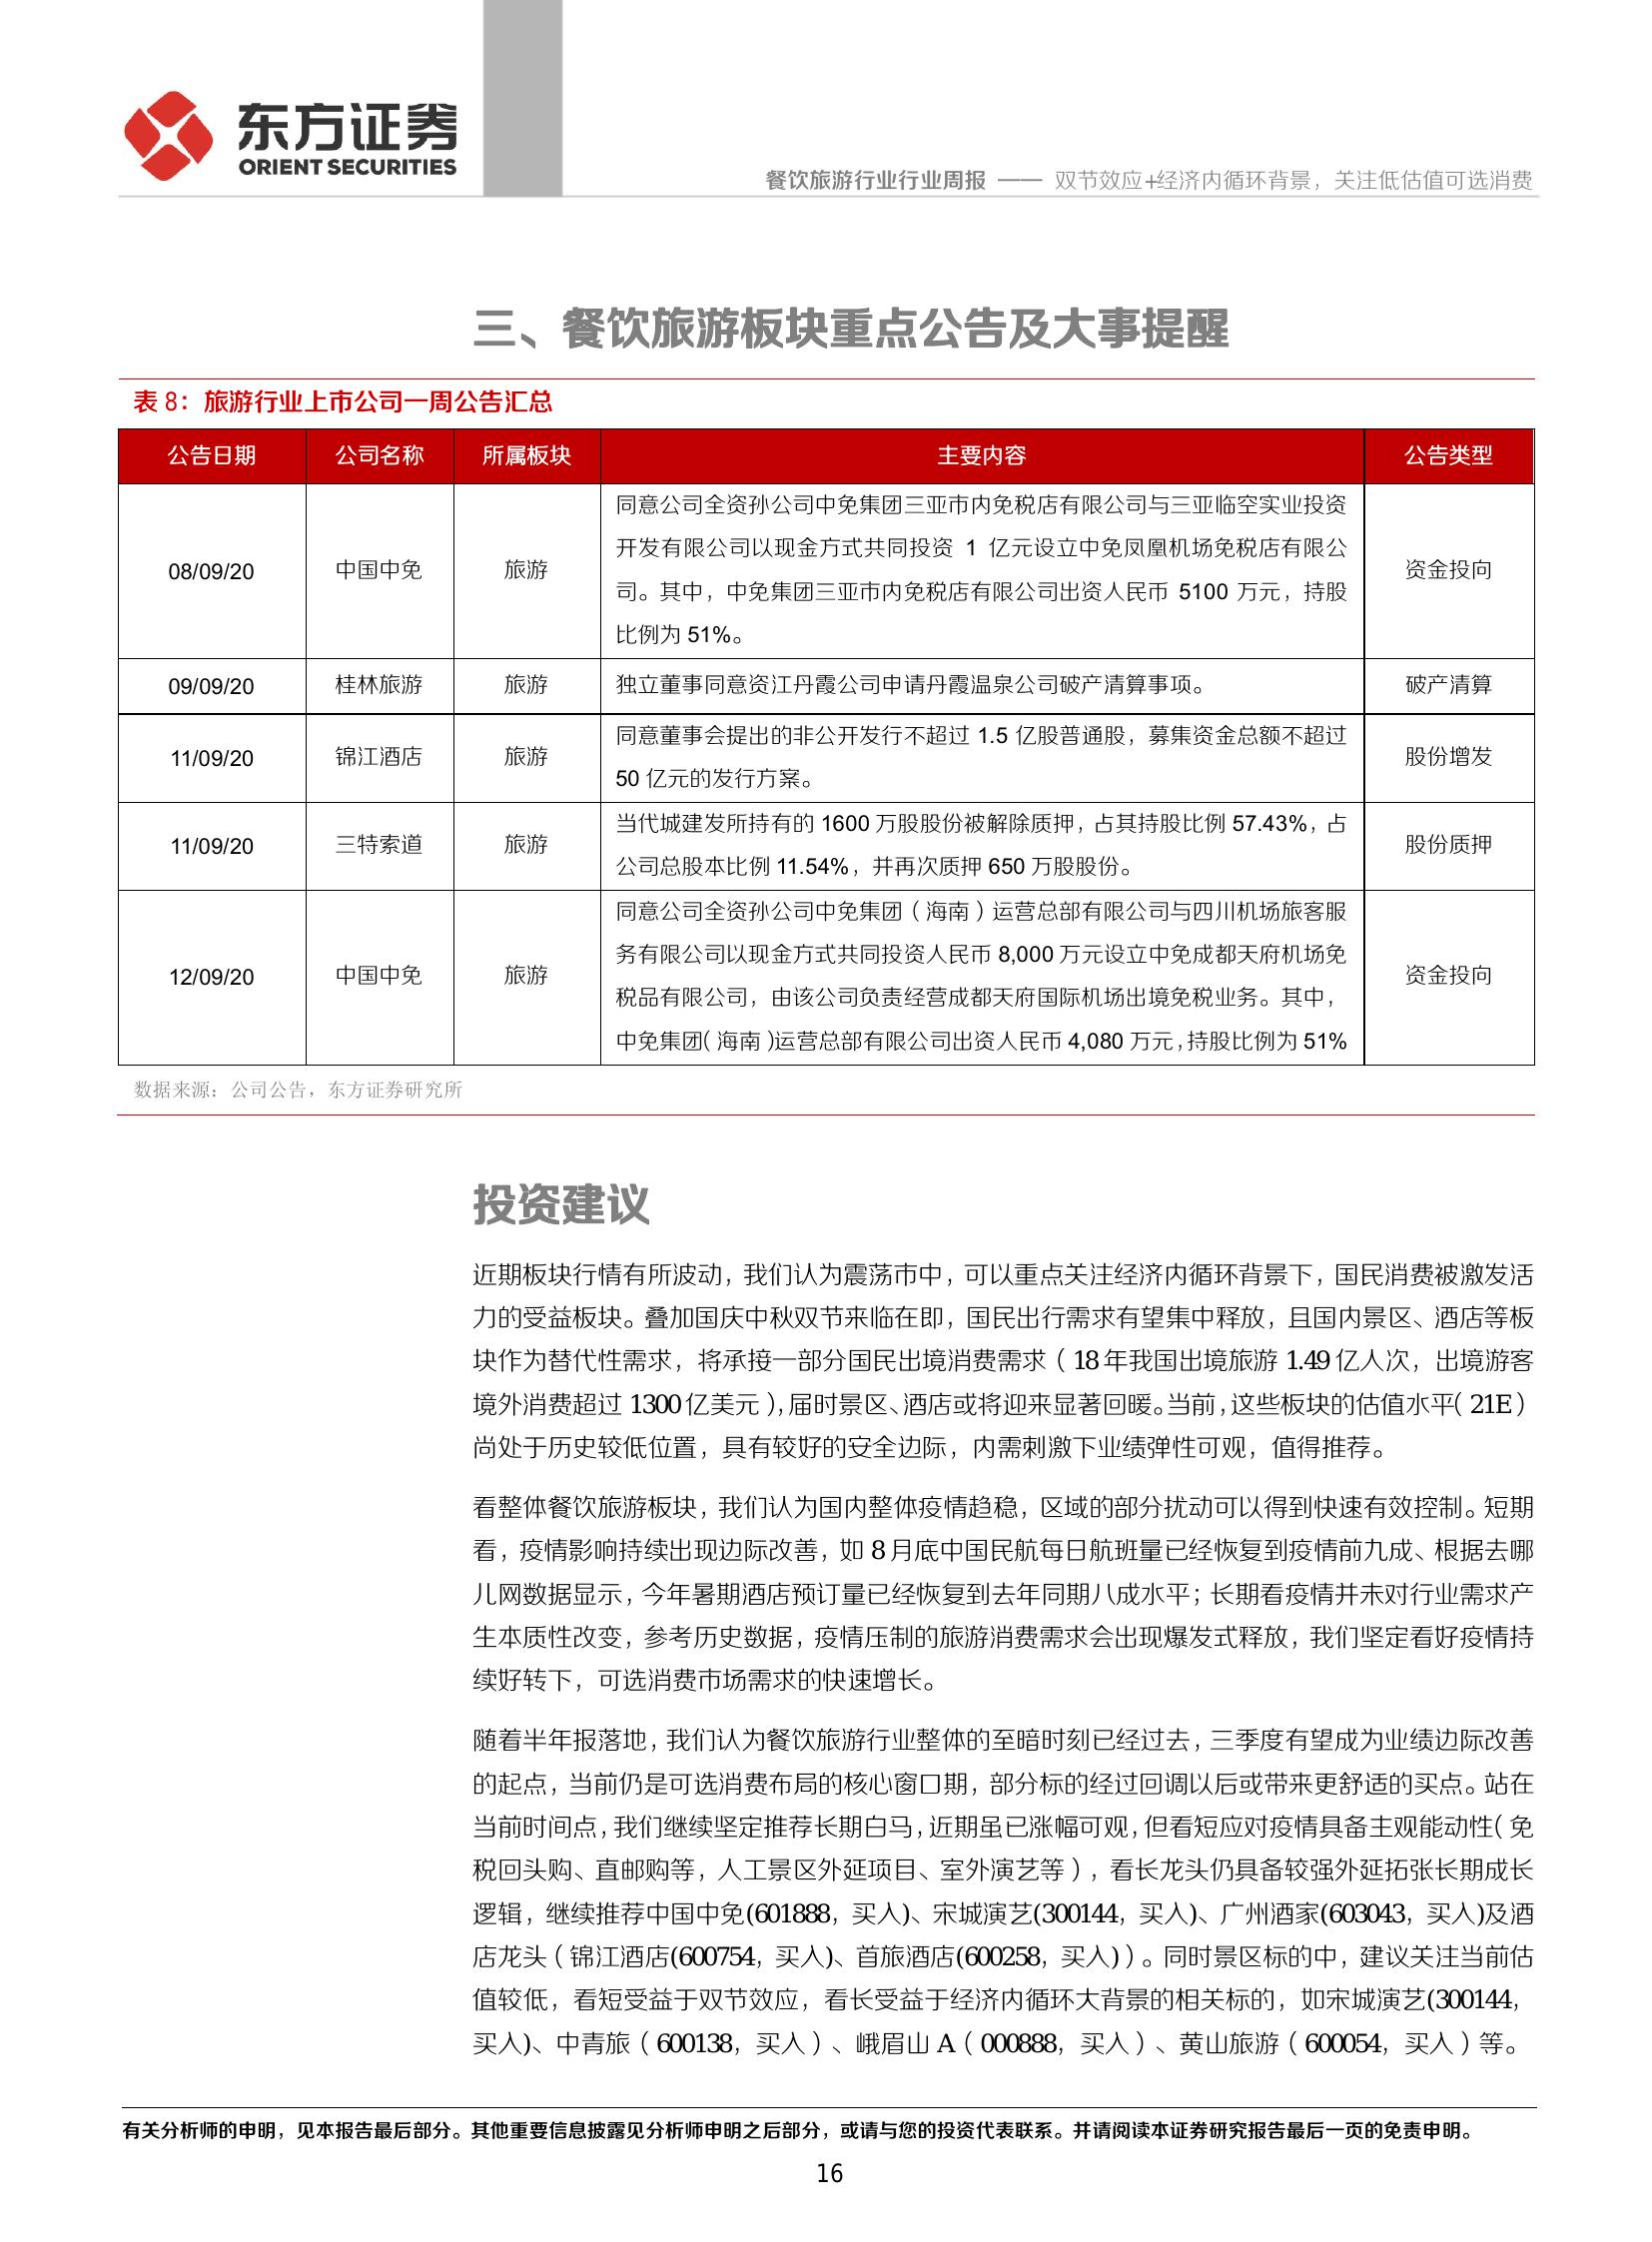 东方证券
ORIENT SECURITIES
餐饮旅游行业行业周报 —— 双节效应+经济内循环背景，关注低估值可选消费
三、餐饮旅游板块重点公告及大事提醒
表 8：旅游行业上市公司一周公告汇总
公告日期 公司名称 所属板块 主要内容 公告类型
08/09/20 中国中免 旅游 同意公司全资孙公司中免集团三亚市内免税店有限公司与三亚临空实业投资
开发有限公司以现金方式共同投资 1 亿元设立中免凤凰机场免税店有限公
司。其中，中免集团三亚市内免税店有限公司出资人民币 5100 万元，持股
比例为 51%。
资金投向
09/09/20 桂林旅游 旅游 独立董事同意资江丹霞公司申请丹霞温泉公司破产清算事项。 破产清算
11/09/20 锦江酒店 旅游 同意董事会提出的非公开发行不超过 1.5 亿股普通股，募集资金总额不超过
50 亿元的发行方案。
股份增发
11/09/20 三特索道 旅游 当代城建发所持有的 1600 万股股份被解除质押，占其持股比例 57.43%，占
公司总股本比例 11.54%，并再次质押 650 万股股份。
股份质押
12/09/20 中国中免 旅游 同意公司全资孙公司中免集团（海南）运营总部有限公司与四川机场旅客服
务有限公司以现金方式共同投资人民币 8,000 万元设立中免成都天府机场免
税品有限公司，由该公司负责经营成都天府国际机场出境免税业务。其中，
中免集团（海南）运营总部有限公司出资人民币 4,080 万元，持股比例为 51%
资金投向
数据来源：公司公告，东方证券研究所
投资建议
近期板块行情有所波动，我们认为震荡市中，可以重点关注经济内循环背景下，国民消费被激发活
力的受益板块。叠加国庆中秋双节来临在即，国民出行需求有望集中释放，且国内景区、酒店等板
块作为替代性需求，将承接一部分国民出境消费需求（18 年我国出境旅游 1.49 亿人次，出境游客
境外消费超过 1300 亿美元），届时景区、酒店或将迎来显著回暖。当前，这些板块的估值水平（21E）
尚处于历史较低位置，具有较好的安全边际，内需刺激下业绩弹性可观，值得推荐。
看整体餐饮旅游板块，我们认为国内整体疫情趋稳，区域的部分扰动可以得到快速有效控制。短期
看，疫情影响持续出现边际改善，如 8 月底中国民航每日航班量已经恢复到疫情前九成、根据去哪
儿网数据显示，今年暑期酒店预订量已经恢复到去年同期八成水平；长期看疫情并未对行业需求产
生本质性改变，参考历史数据，疫情压制的旅游消费需求会出现爆发式释放，我们坚定看好疫情持
续好转下，可选消费市场需求的快速增长。
随着半年报落地，我们认为餐饮旅游行业整体的至暗时刻已经过去，三季度有望成为业绩边际改善
的起点，当前仍是可选消费布局的核心窗口期，部分标的经过回调以后或带来更舒适的买点。站在
当前时间点，我们继续坚定推荐长期白马，近期虽已涨幅可观，但看短应对疫情具备主观能动性（免
税回头购、直邮购等，人工景区外延项目、室外演艺等），看长龙头仍具备较强外延拓张长期成长
逻辑，继续推荐中国中免(601888，买入)、宋城演艺(300144，买入)、广州酒家(603043，买入)及酒
店龙头（锦江酒店(600754，买入)、首旅酒店(600258，买入)）。同时景区标的中，建议关注当前估
值较低，看短受益于双节效应，看长受益于经济内循环大背景的相关标的，如宋城演艺(300144，
买入)、中青旅（600138，买入）、峨眉山 A（000888，买入）、黄山旅游（600054，买入）等。
有关分析师的申明，见本报告最后部分。其他重要信息披露见分析师申明之后部分，或请与您的投资代表联系。并请阅读本证券研究报告最后一页的免责申明。
16